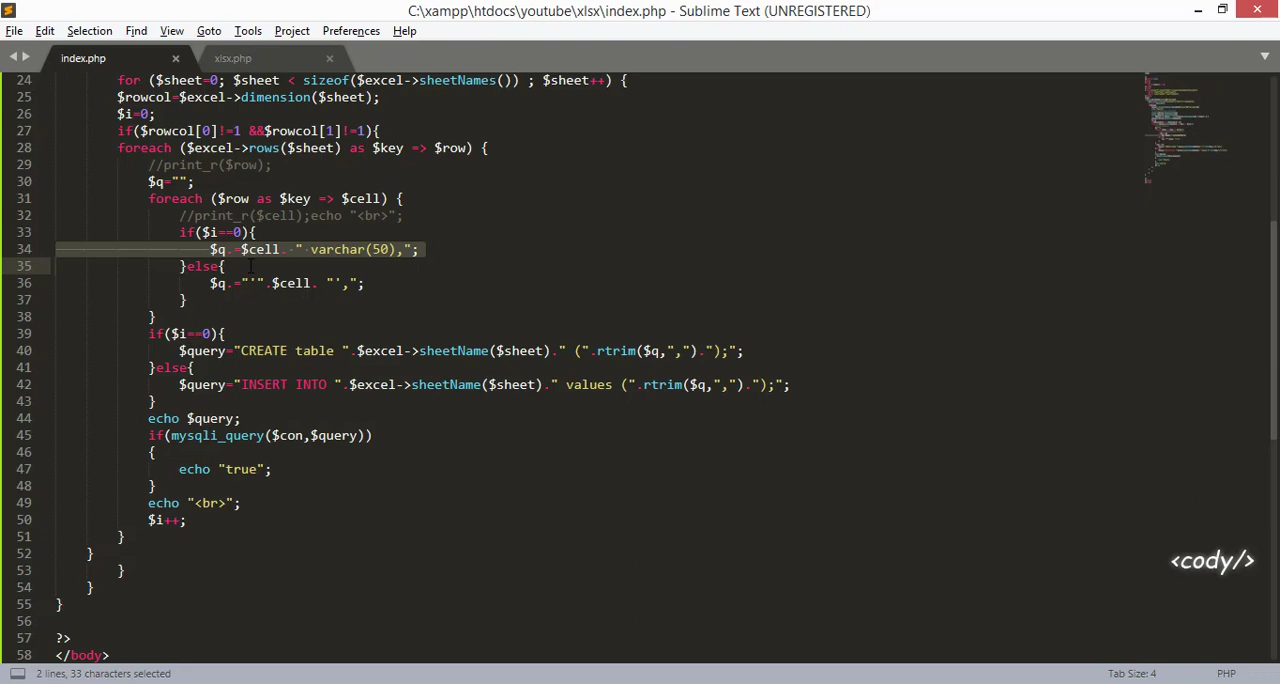 C:\xampp\htdocs\youtube\xlsx\index.php - Sublime Text (UNREGISTERED)
File Edit Selection Find View Goto Tools Project Preferences Help
index.php × xlsx.php ×
24 for ($sheet=0; $sheet < sizeof($excel->sheetNames()) ; $sheet++) {
25 $rowcol=$excel->dimension($sheet);
26 $i=0;
27 if($rowcol[0]!=1 &&$rowcol[1]!=1){
28 foreach ($excel->rows($sheet) as $key => $row) {
29 //print_r($row);
30 $q="";
31 foreach ($row as $key => $cell) {
32 //print_r($cell);echo "<br>";
33 if($i==0){
34 $q.=$cell. " varchar(50),";
35 }else{
36 $q.="'".$cell. "',";
37 }
38 }
39 if($i==0){
40 $query="CREATE table ".$excel->sheetName($sheet)." (".rtrim($q,",").");";
41 }else{
42 $query="INSERT INTO ".$excel->sheetName($sheet)." values (".rtrim($q,",").");";
43 }
44 echo $query;
45 if(mysqli_query($con,$query))
46 {
47 echo "true";
48 }
49 echo "<br>";
50 $i++;
51 }
52 }
53 }
54 }
55 }
56
57 ?>
58 </body>
<cody/>
2 lines, 33 characters selected Tab Size: 4 PHP